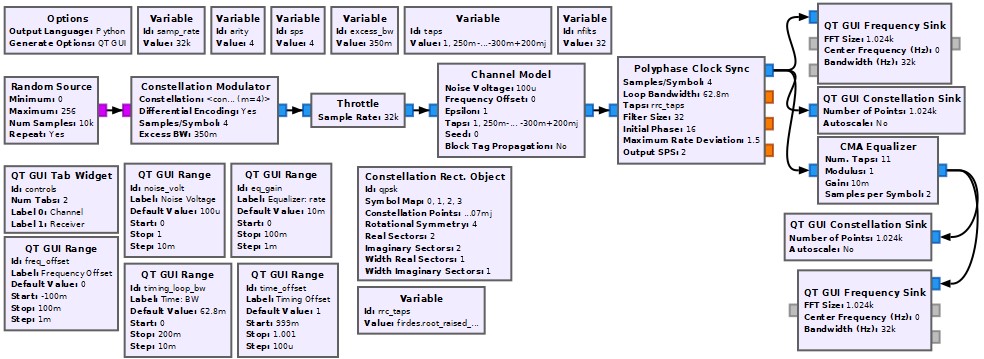 Options
Output Language: Python
Generate Options: QT GUI
Variable
Id: samp_rate
Value: 32k
Variable
Id: arity
Value: 4
Variable
Id: sps
Value: 4
Variable
Id: excess_bw
Value: 350m
Variable
Id: taps
Value: 1, 250m-...-300m+200mj
Variable
Id: nfilts
Value: 32
QT GUI Frequency Sink
FFT Size: 1.024k
Center Frequency (Hz): 0
Bandwidth (Hz): 32k
Random Source
Minimum: 0
Maximum: 256
Num Samples: 10k
Repeat: Yes
Constellation Modulator
Constellation: <con... (m=4)>
Differential Encoding: Yes
Samples/Symbol: 4
Excess BW: 350m
Throttle
Sample Rate: 32k
Channel Model
Noise Voltage: 100u
Frequency Offset: 0
Epsilon: 1
Taps: 1, 250m-... -300m+200mj
Seed: 0
Block Tag Propagation: No
Polyphase Clock Sync
Samples/Symbol: 4
Loop Bandwidth: 62.8m
Taps: rrc_taps
Filter Size: 32
Initial Phase: 16
Maximum Rate Deviation: 1.5
Output SPS: 2
QT GUI Constellation Sink
Number of Points: 1.024k
Autoscale: No
CMA Equalizer
Num. Taps: 11
Modulus: 1
Gain: 10m
Samples per Symbol: 2
QT GUI Tab Widget
Id: controls
Num Tabs: 2
Label 0: Channel
Label 1: Receiver
QT GUI Range
Id: noise_volt
Label: Noise Voltage
Default Value: 100u
Start: 0
Stop: 1
Step: 10m
QT GUI Range
Id: eq_gain
Label: Equalizer: rate
Default Value: 10m
Start: 0
Stop: 100m
Step: 1m
Constellation Rect. Object
Id: qpsk
Symbol Map: 0, 1, 2, 3
Constellation Points: ...07mj
Rotational Symmetry: 4
Real Sectors: 2
Imaginary Sectors: 2
Width Real Sectors: 1
Width Imaginary Sectors: 1
QT GUI Constellation Sink
Number of Points: 1.024k
Autoscale: No
QT GUI Range
Id: freq_offset
Label: Frequency Offset
Default Value: 0
Start: -100m
Stop: 100m
Step: 1m
QT GUI Range
Id: timing_loop_bw
Label: Time: BW
Default Value: 62.8m
Start: 0
Stop: 200m
Step: 10m
QT GUI Range
Id: time_offset
Label: Timing Offset
Default Value: 1
Start: 999m
Stop: 1.001
Step: 100u
Variable
Id: rrc_taps
Value: firdes.root_raised_...
QT GUI Frequency Sink
FFT Size: 1.024k
Center Frequency (Hz): 0
Bandwidth (Hz): 32k